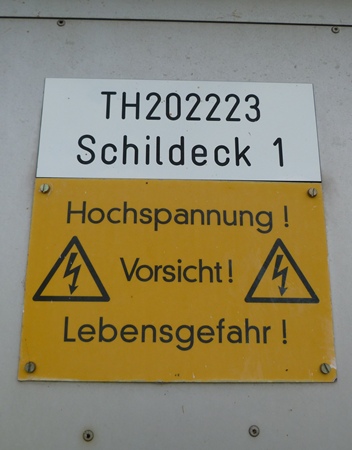 TH202223
Schildeck 1
Hochspannung !
Vorsicht !
Lebensgefahr !